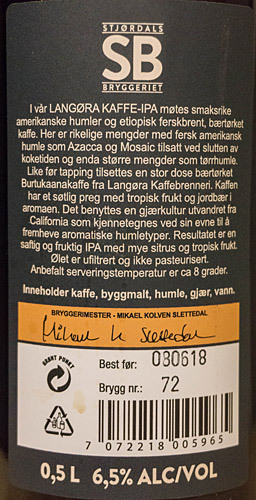 STJØRDALS
SB
BRYGGERIET
I vår LANGØRA KAFFE-IPA møtes smaksrike
amerikanske humler og etiopisk ferskbrent, bærtørket
kaffe. Her er rikelige mengder med fersk amerikansk
humle som Azacca og Mosaic tilsatt ved slutten av
koketiden og enda større mengder som tørrhumle.
Like før tapping tilsettes en stor dose bærtørket
Burtukaanakaffe fra Langøra Kaffebrenneri. Kaffen
har et søtlig preg med tropisk frukt og jordbær i
aromaen. Det benyttes en gjærkultur utvandret fra
California som kjennetegnes ved sin evne til å
fremheve aromatiske humletyper. Resultatet er en
saftig og fruktig IPA med mye sitrus og tropisk frukt.
Ølet er ufiltrert og ikke pasteurisert.
Anbefalt serveringstemperatur er ca 8 grader.
Inneholder kaffe, byggmalt, humle, gjær, vann.
BRYGGERIMESTER - MIKAEL KOLVEN SLETTEDAL
Mikael K Slettedal
GRØNT PUNKT
Best før: 080618
Brygg nr.: 72
7 072218 005965
0,5 L 6,5% ALC/VOL